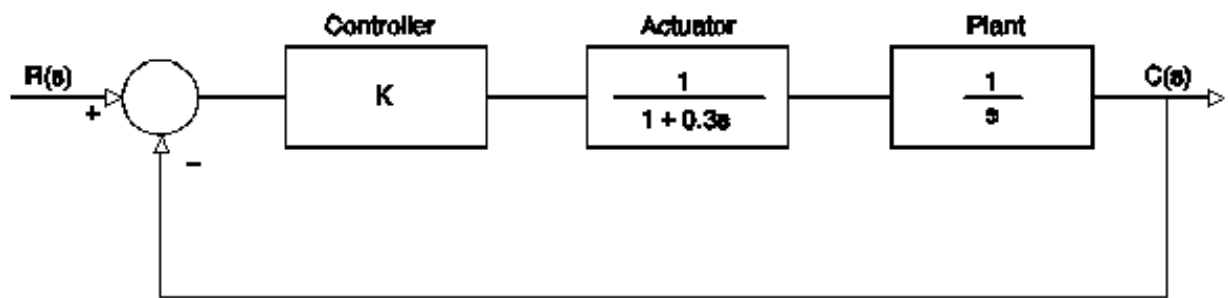 Controller
Actuator
Plant
R(s)
+
−
K
1
1 + 0.3s
1
s
C(s)